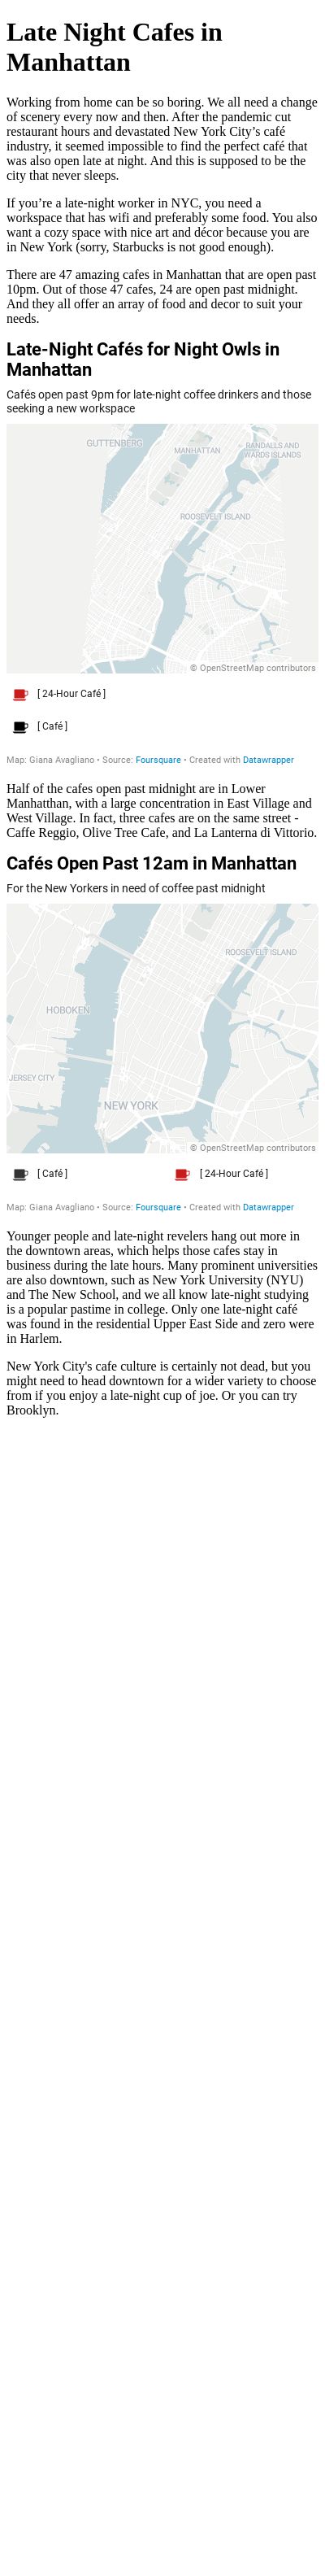 Late Night Cafes in
Manhattan
Working from home can be so boring. We all need a change
of scenery every now and then. After the pandemic cut
restaurant hours and devastated New York City’s café
industry, it seemed impossible to find the perfect café that
was also open late at night. And this is supposed to be the
city that never sleeps.
If you’re a late-night worker in NYC, you need a
workspace that has wifi and preferably some food. You also
want a cozy space with nice art and décor because you are
in New York (sorry, Starbucks is not good enough).
There are 47 amazing cafes in Manhattan that are open past
10pm. Out of those 47 cafes, 24 are open past midnight.
And they all offer an array of food and decor to suit your
needs.
Late-Night Cafés for Night Owls in
Manhattan
Cafés open past 9pm for late-night coffee drinkers and those
seeking a new workspace
GUTTENBERG
MANHATTAN
RANDALLS AND
WARDS ISLANDS
ROOSEVELT ISLAND
© OpenStreetMap contributors
[ 24-Hour Café ]
[ Café ]
Map: Giana Avagliano • Source: Foursquare • Created with Datawrapper
Half of the cafes open past midnight are in Lower
Manhatthan, with a large concentration in East Village and
West Village. In fact, three cafes are on the same street -
Caffe Reggio, Olive Tree Cafe, and La Lanterna di Vittorio.
Cafés Open Past 12am in Manhattan
For the New Yorkers in need of coffee past midnight
ROOSEVELT ISLAND
HOBOKEN
JERSEY CITY
NEW YORK
© OpenStreetMap contributors
[ Café ] [ 24-Hour Café ]
Map: Giana Avagliano • Source: Foursquare • Created with Datawrapper
Younger people and late-night revelers hang out more in
the downtown areas, which helps those cafes stay in
business during the late hours. Many prominent universities
are also downtown, such as New York University (NYU)
and The New School, and we all know late-night studying
is a popular pastime in college. Only one late-night café
was found in the residential Upper East Side and zero were
in Harlem.
New York City's cafe culture is certainly not dead, but you
might need to head downtown for a wider variety to choose
from if you enjoy a late-night cup of joe. Or you can try
Brooklyn.